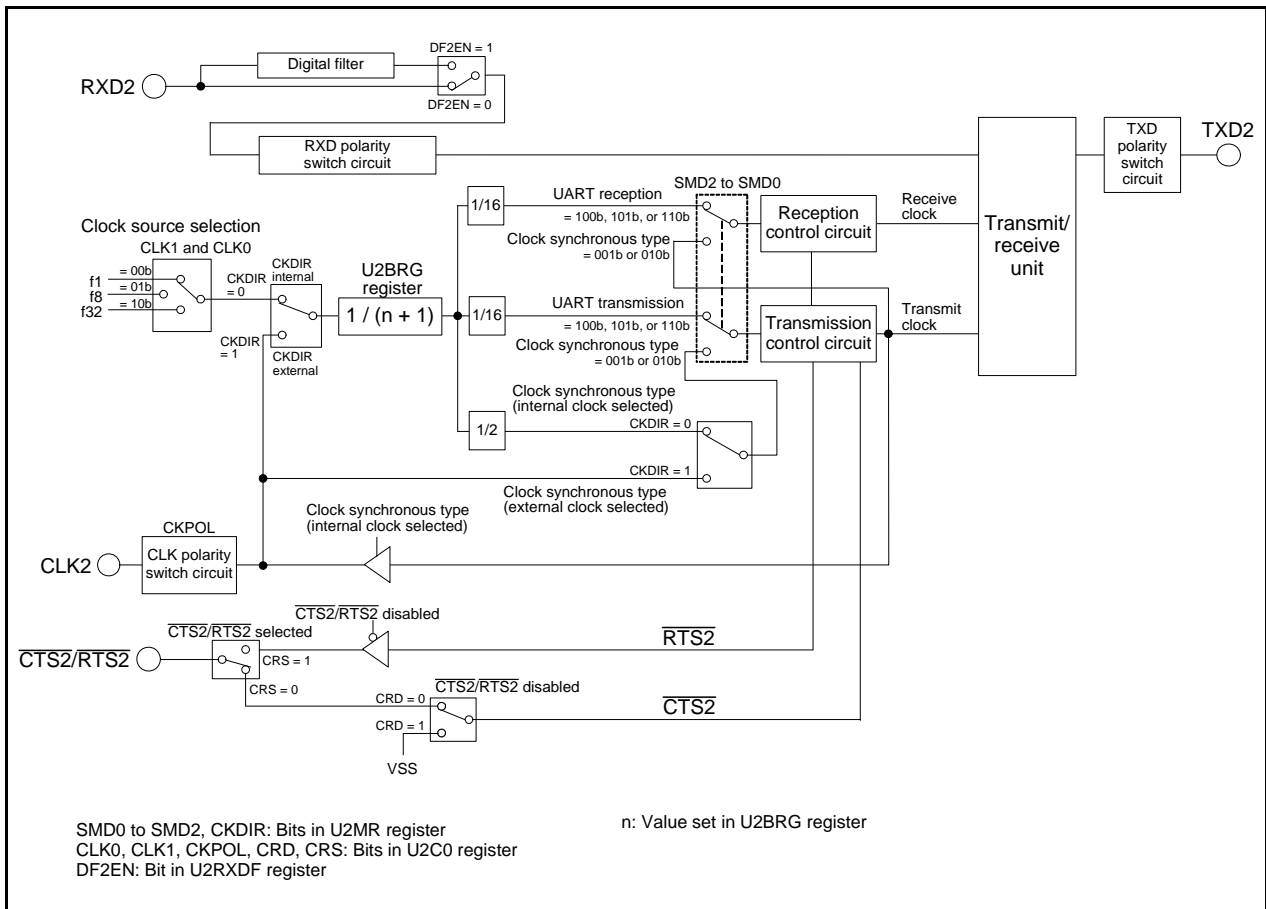 DF2EN = 1
Digital filter
RXD2
DF2EN = 0
RXD polarity
switch circuit
TXD
polarity
switch
circuit
TXD2
SMD2 to SMD0
1/16
UART reception
= 100b, 101b, or 110b
Clock synchronous type
= 001b or 010b
Reception
control circuit
Receive
clock
Transmit/
receive
unit
Clock source selection
CLK1 and CLK0
= 00b
f1
= 01b
f8
= 10b
f32
CKDIR
= 0
CKDIR
internal
CKDIR
= 1
CKDIR
external
U2BRG
register
1 / (n + 1)
1/16
UART transmission
= 100b, 101b, or 110b
Clock synchronous type
= 001b or 010b
Transmission
control circuit
Transmit
clock
Clock synchronous type
(internal clock selected)
1/2
CKDIR = 0
CKDIR = 1
Clock synchronous type
(external clock selected)
Clock synchronous type
(internal clock selected)
CKPOL
CLK2
CLK polarity
switch circuit
CTS2/RTS2 disabled
CTS2/RTS2 selected
CTS2/RTS2
CRS = 1
RTS2
CRS = 0
CTS2/RTS2 disabled
CRD = 0
CTS2
CRD = 1
VSS
SMD0 to SMD2, CKDIR: Bits in U2MR register
CLK0, CLK1, CKPOL, CRD, CRS: Bits in U2C0 register
DF2EN: Bit in U2RXDF register
n: Value set in U2BRG register